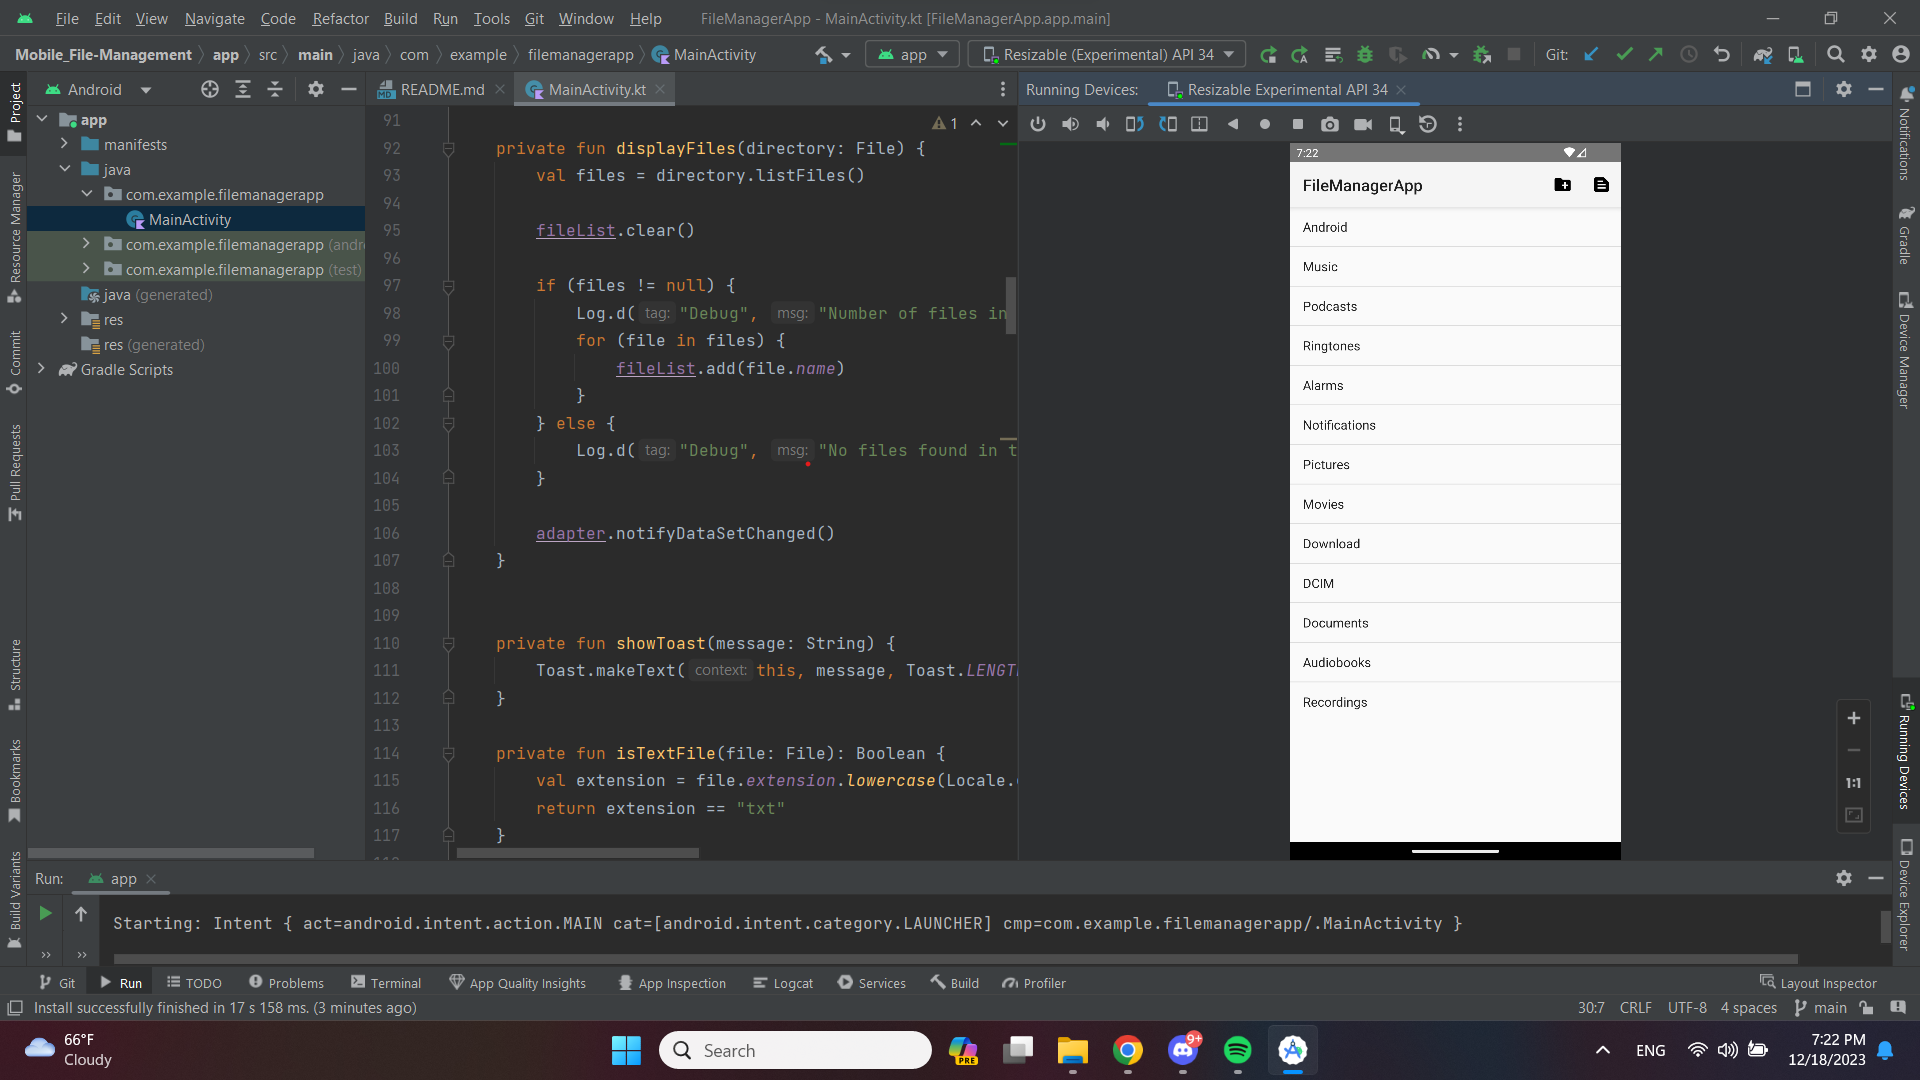 File Edit View Navigate Code Refactor Build Run Tools Git Window Help FileManagerApp - MainActivity.kt [FileManagerApp.app.main]
Mobile_File-Management app src main java com example filemanagerapp MainActivity app Resizable (Experimental) API 34 Git:
Project
Resource Manager
Commit
Pull Requests
Structure
Bookmarks
Build Variants
Android
app
manifests
java
com.example.filemanagerapp
MainActivity
com.example.filemanagerapp (andr
com.example.filemanagerapp (test)
java (generated)
res
res (generated)
Gradle Scripts
README.md MainActivity.kt
1
91
92 private fun displayFiles(directory: File) {
93 val files = directory.listFiles()
94
95 fileList.clear()
96
97 if (files != null) {
98 Log.d( tag: "Debug", msg: "Number of files in
99 for (file in files) {
100 fileList.add(file.name)
101 }
102 } else {
103 Log.d( tag: "Debug", msg: "No files found in t
104 }
105
106 adapter.notifyDataSetChanged()
107 }
108
109
110 private fun showToast(message: String) {
111 Toast.makeText( context: this, message, Toast.LENGT
112 }
113
114 private fun isTextFile(file: File): Boolean {
115 val extension = file.extension.lowercase(Locale.
116 return extension == "txt"
117 }
Running Devices: Resizable Experimental API 34
7:22
FileManagerApp
Android
Music
Podcasts
Ringtones
Alarms
Notifications
Pictures
Movies
Download
DCIM
Documents
Audiobooks
Recordings
1:1
Notifications
Gradle
Device Manager
Running Devices
Device Explorer
Run: app
Starting: Intent { act=android.intent.action.MAIN cat=[android.intent.category.LAUNCHER] cmp=com.example.filemanagerapp/.MainActivity }
Git Run TODO Problems Terminal App Quality Insights App Inspection Logcat Services Build Profiler Layout Inspector
Install successfully finished in 17 s 158 ms. (3 minutes ago) 30:7 CRLF UTF-8 4 spaces main
66°F
Cloudy
Search
PRE
9+
ENG
7:22 PM
12/18/2023